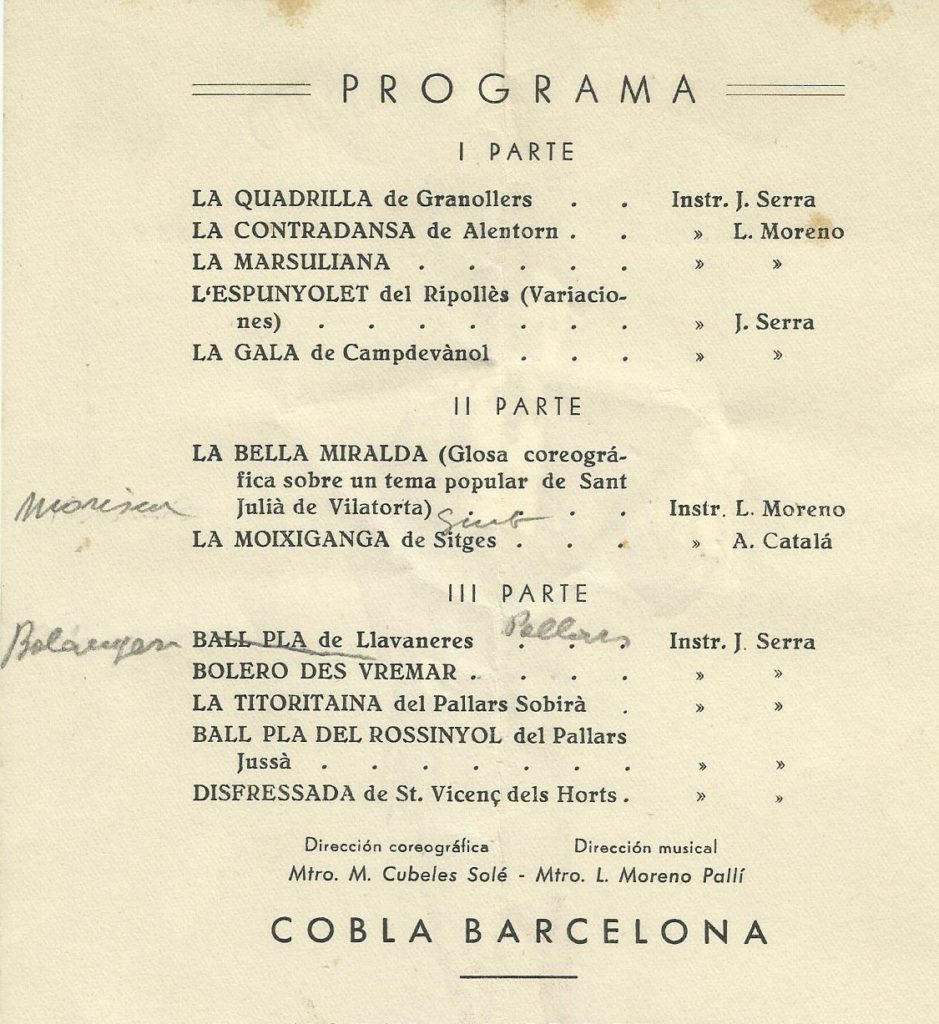 PROGRAMA
I PARTE
LA QUADRILLA de Granollers . . Instr. J. Serra
LA CONTRADANSA de Alentorn . . » L. Moreno
LA MARSULIANA . . . . . » »
L'ESPUNYOLET del Ripollès (Variacio-
nes) . . . . . . . » J. Serra
LA GALA de Campdevànol . . . » »
II PARTE
LA BELLA MIRALDA (Glosa coreográ-
fica sobre un tema popular de Sant
Julià de Vilatorta) . . . . Instr. L. Moreno
LA MOIXIGANGA de Sitges . . . » A. Catalá
III PARTE
Pallars
BALL PLA de Llavaneres . . . Instr. J. Serra
BOLERO DES VREMAR . . . . » »
LA TITORITAINA del Pallars Sobirà . » »
BALL PLA DEL ROSSINYOL del Pallars
Jussà . . . . . . . » »
DISFRESSADA de St. Vicenç dels Horts . » »
Dirección coreográfica Dirección musical
Mtro. M. Cubeles Solé - Mtro. L. Moreno Pallí
COBLA BARCELONA